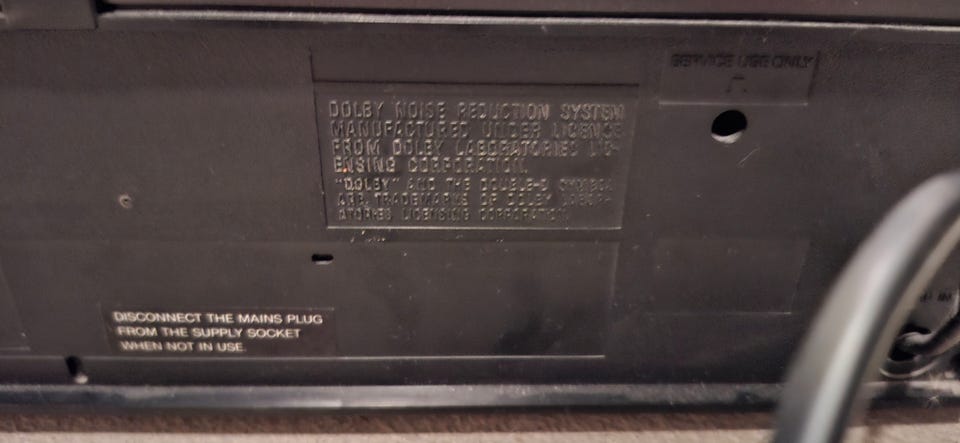 SERVICE USE ONLY
DOLBY NOISE REDUCTION SYSTEM
MANUFACTURED UNDER LICENCE
FROM DOLBY LABORATORIES LIC-
ENSING CORPORATION.
"DOLBY" AND THE DOUBLE-D SYMBOL
ARE TRADEMARKS OF DOLBY LABOR-
ATORIES LICENSING CORPORATION.
DISCONNECT THE MAINS PLUG
FROM THE SUPPLY SOCKET
WHEN NOT IN USE.